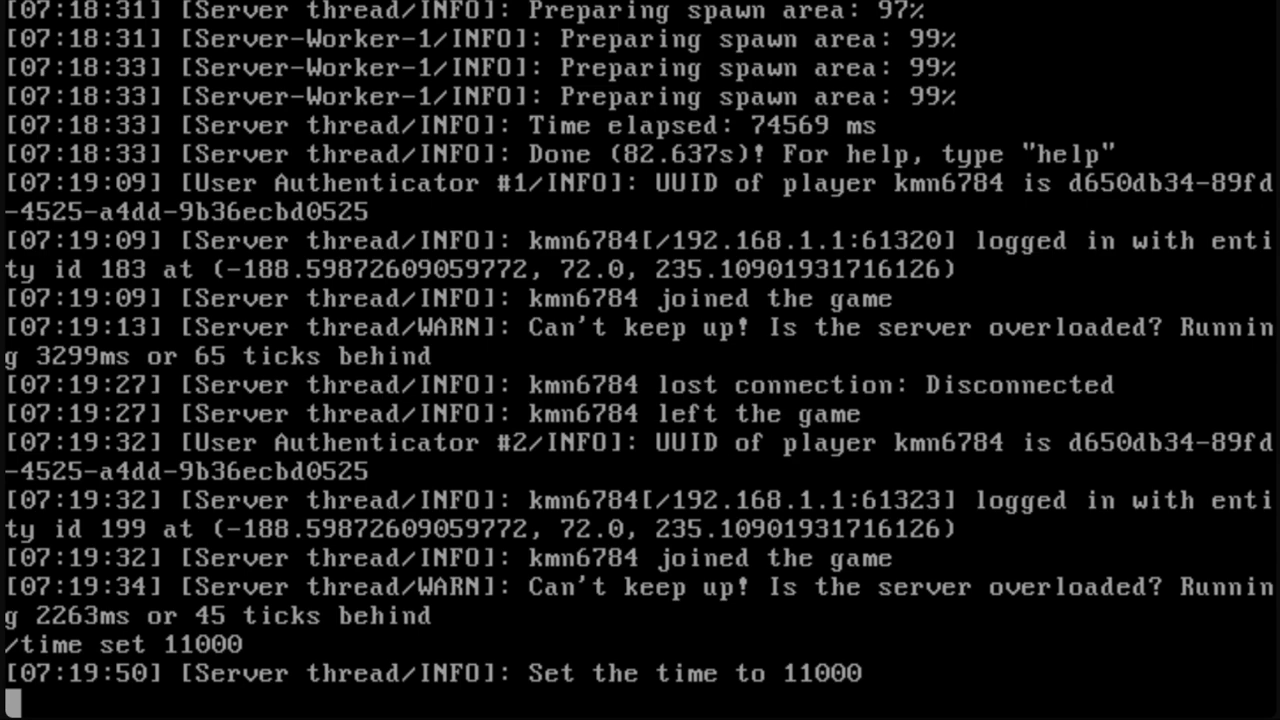 [07:18:31] [Server thread/INFO]: Preparing spawn area: 97%
[07:18:31] [Server-Worker-1/INFO]: Preparing spawn area: 99%
[07:18:33] [Server-Worker-1/INFO]: Preparing spawn area: 99%
[07:18:33] [Server-Worker-1/INFO]: Preparing spawn area: 99%
[07:18:33] [Server thread/INFO]: Time elapsed: 74569 ms
[07:18:33] [Server thread/INFO]: Done (82.637s)! For help, type "help"
[07:19:09] [User Authenticator #1/INFO]: UUID of player kmn6784 is d650db34-89fd
-4525-a4dd-9b36ecbd0525
[07:19:09] [Server thread/INFO]: kmn6784[/192.168.1.1:61320] logged in with enti
ty id 183 at (-188.59872609059772, 72.0, 235.10901931716126)
[07:19:09] [Server thread/INFO]: kmn6784 joined the game
[07:19:13] [Server thread/WARN]: Can't keep up! Is the server overloaded? Runnin
g 3299ms or 65 ticks behind
[07:19:27] [Server thread/INFO]: kmn6784 lost connection: Disconnected
[07:19:27] [Server thread/INFO]: kmn6784 left the game
[07:19:32] [User Authenticator #2/INFO]: UUID of player kmn6784 is d650db34-89fd
-4525-a4dd-9b36ecbd0525
[07:19:32] [Server thread/INFO]: kmn6784[/192.168.1.1:61323] logged in with enti
ty id 199 at (-188.59872609059772, 72.0, 235.10901931716126)
[07:19:32] [Server thread/INFO]: kmn6784 joined the game
[07:19:34] [Server thread/WARN]: Can't keep up! Is the server overloaded? Runnin
g 2263ms or 45 ticks behind
/time set 11000
[07:19:50] [Server thread/INFO]: Set the time to 11000